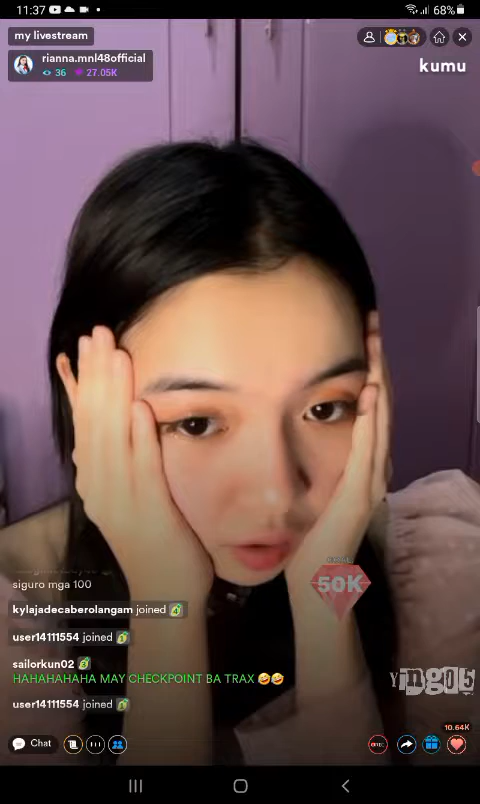 11:37
68%
my livestream
rianna.mnl48official
36 27.05K
kumu
50K
siguro mga 100
kylajadecaberolangam joined
user14111554 joined
sailorkun02
HAHAHAHAHA MAY CHECKPOINT BA TRAX 🤣🤣
user14111554 joined
Ying05
10.64K
Chat